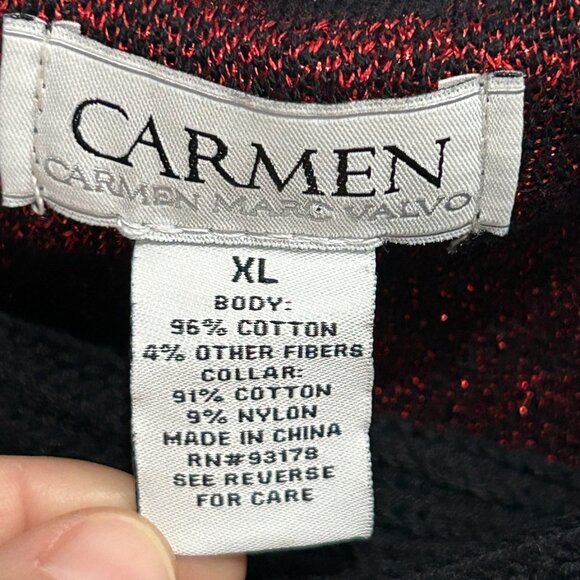 CARMEN
CARMEN MARC VALVO
XL
BODY:
96% COTTON
4% OTHER FIBERS
COLLAR:
91% COTTON
9% NYLON
MADE IN CHINA
RN#93178
SEE REVERSE
FOR CARE